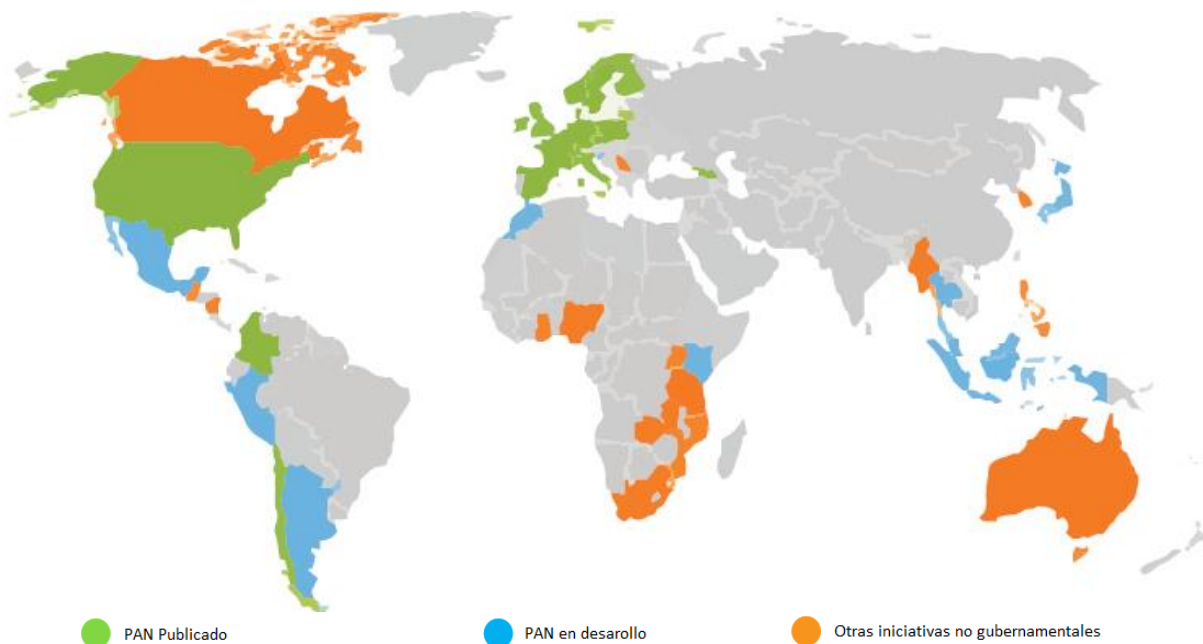 PAN Publicado
PAN en desarollo
Otras iniciativas no gubernamentales